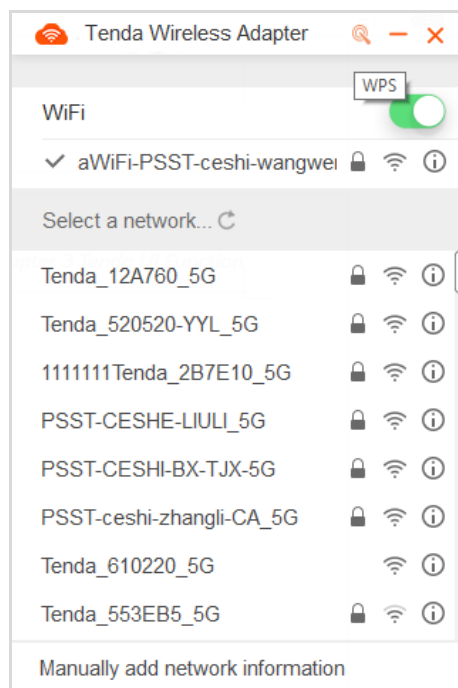 Tenda Wireless Adapter
WPS
WiFi
aWiFi-PSST-ceshi-wangwe
Select a network...
Tenda_12A760_5G
Tenda_520520-YYL_5G
1111111Tenda_2B7E10_5G
PSST-CESHE-LIULI_5G
PSST-CESHI-BX-TJX-5G
PSST-ceshi-zhangli-CA_5G
Tenda_610220_5G
Tenda_553EB5_5G
Manually add network information